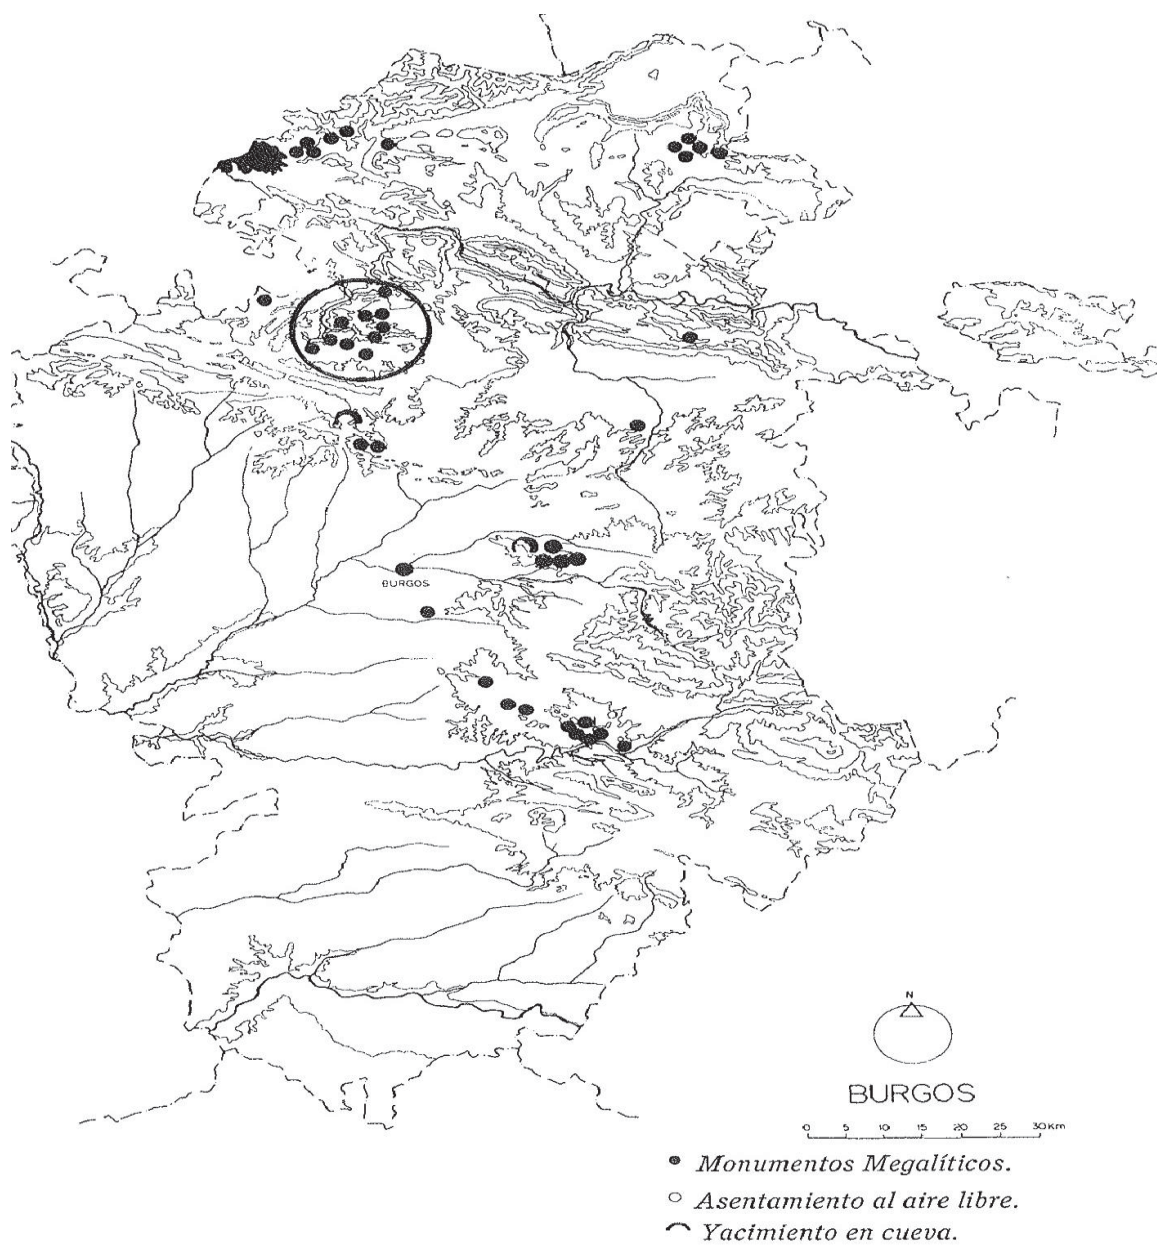 BURGOS
N
BURGOS
0 5 10 15 20 25 30Km
Monumentos Megalíticos.
Asentamiento al aire libre.
Yacimiento en cueva.